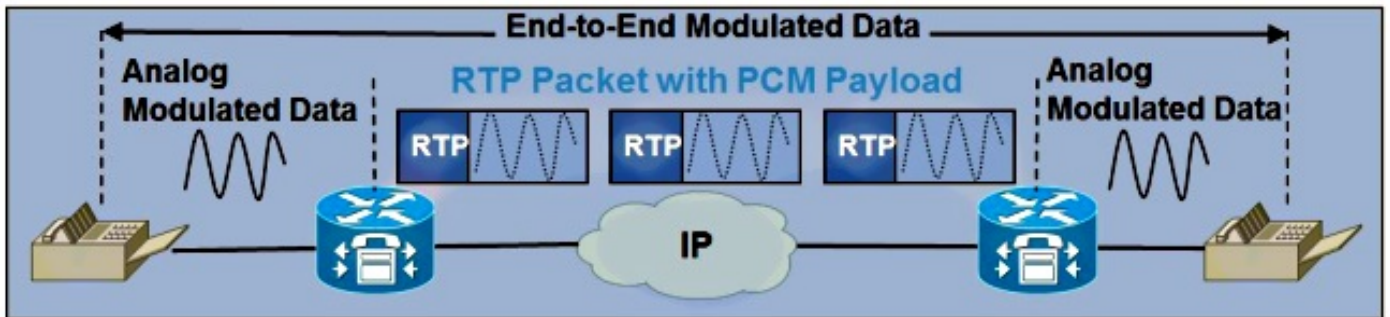 End-to-End Modulated Data
Analog
Modulated Data
RTP Packet with PCM Payload
Analog
Modulated Data
RTP
RTP
RTP
IP